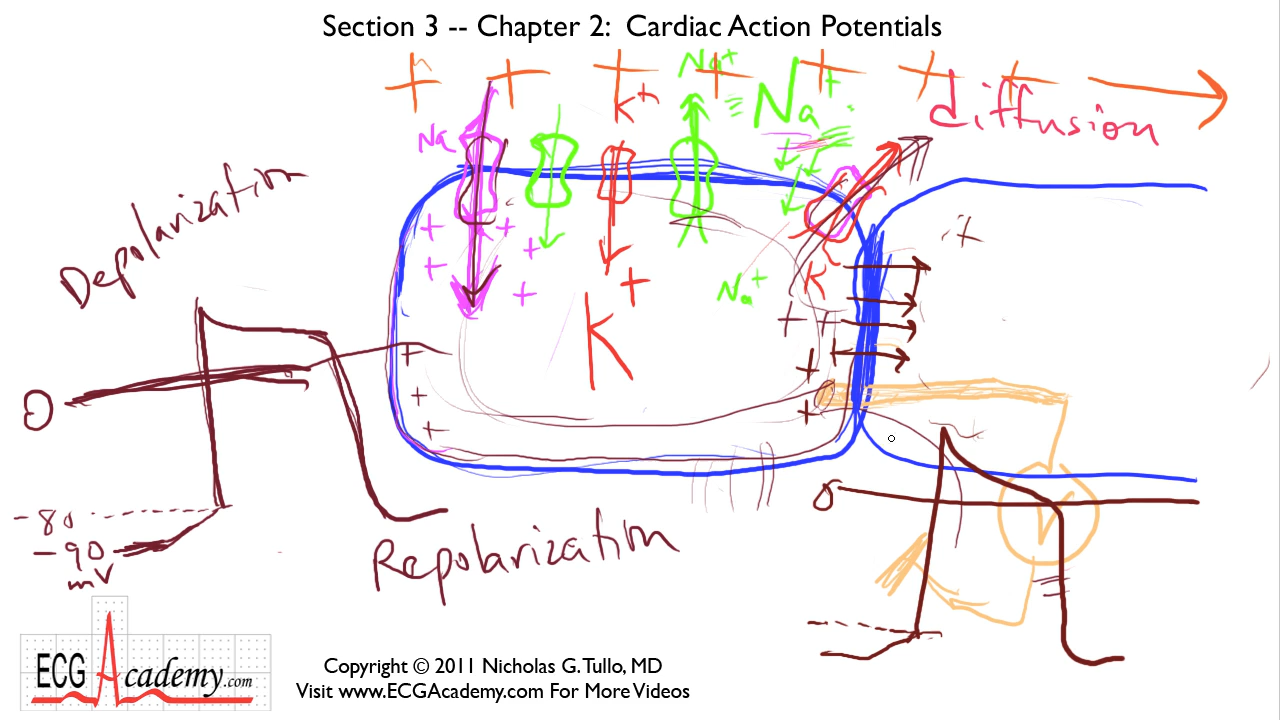 Section 3 -- Chapter 2: Cardiac Action Potentials
+ + + + + + +
Na+
K+
Na+
diffusion
Na
Depolarization
+ +
+
+ +
+
K
Na+
K
+
+ +
+
+
+
+
+
0
-80
-90
mV
0
V
Repolarization
ECG Academy.com
Copyright © 2011 Nicholas G. Tullo, MD
Visit www.ECGAcademy.com For More Videos